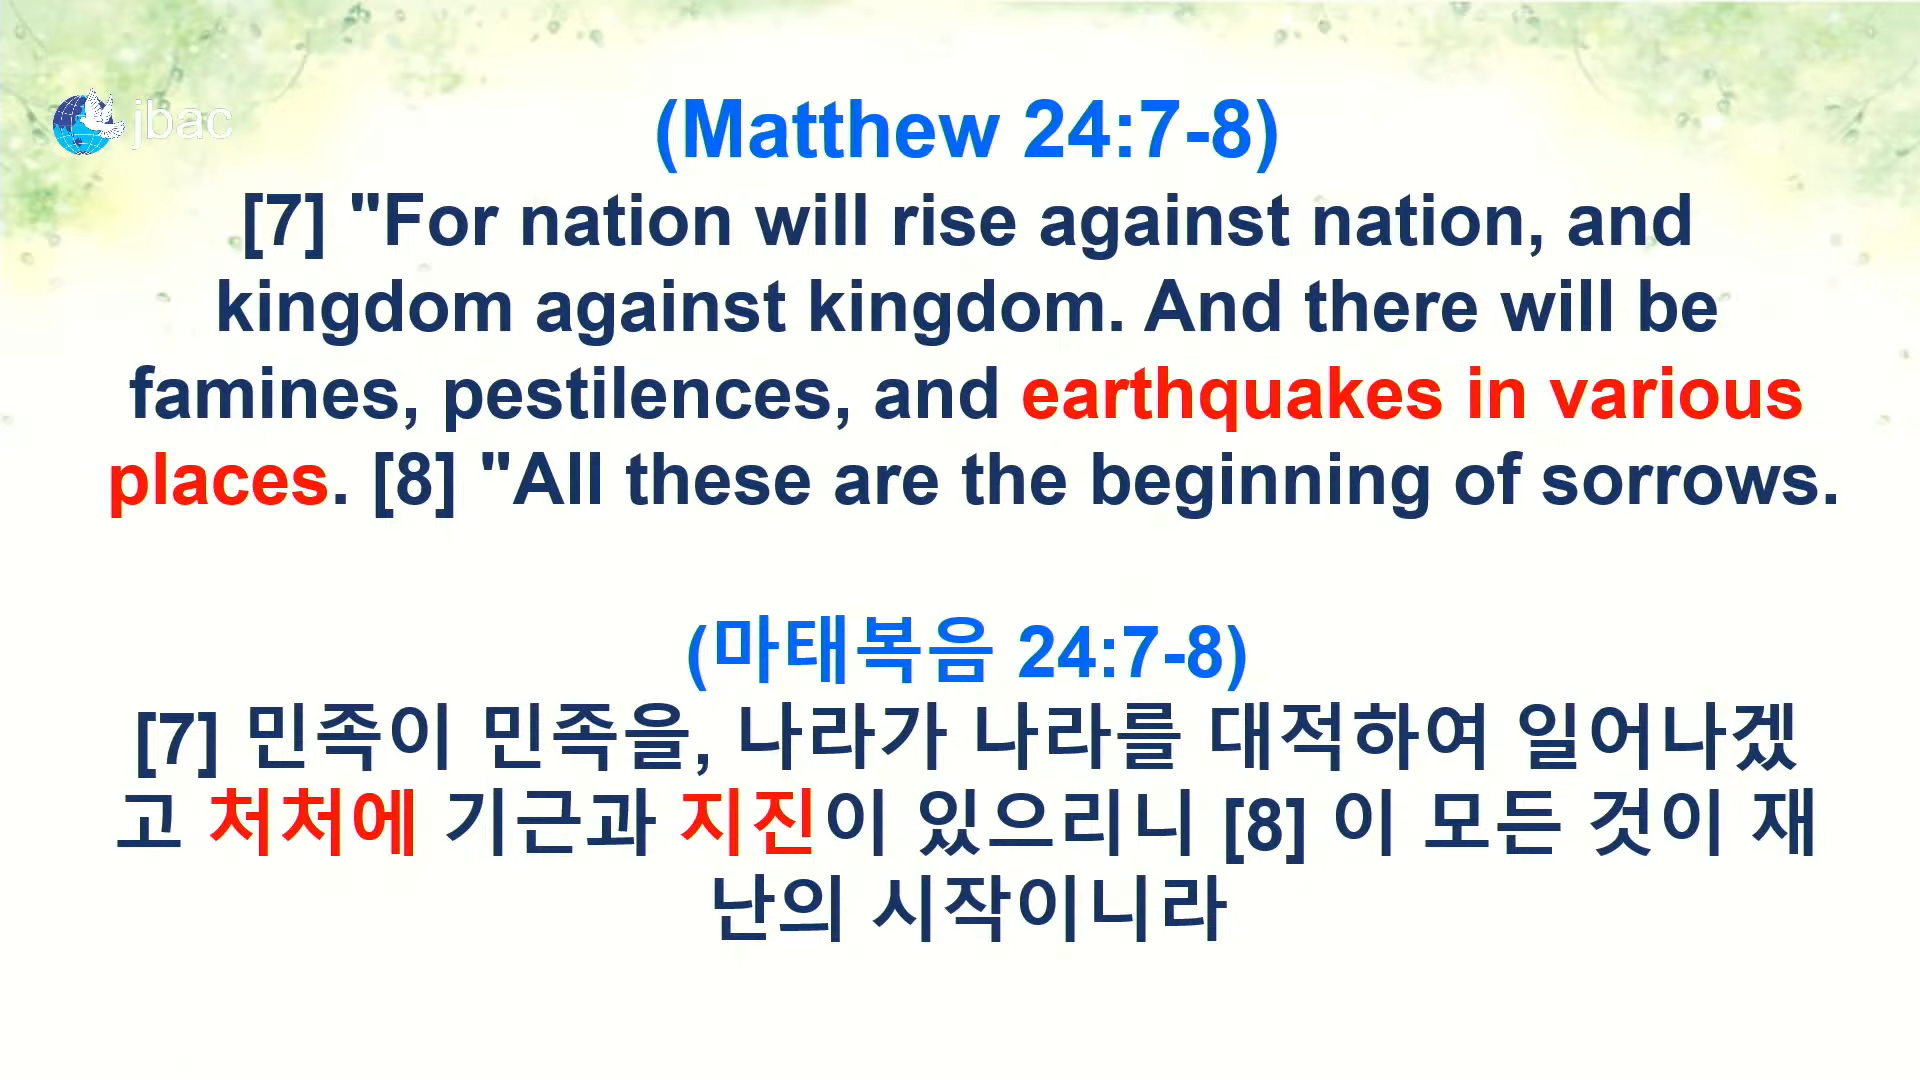 jbac
(Matthew 24:7-8)
[7] "For nation will rise against nation, and
kingdom against kingdom. And there will be
famines, pestilences, and earthquakes in various
places. [8] "All these are the beginning of sorrows.
(마태복음 24:7-8)
[7] 민족이 민족을, 나라가 나라를 대적하여 일어나겠
고 처처에 기근과 지진이 있으리니 [8] 이 모든 것이 재
난의 시작이니라